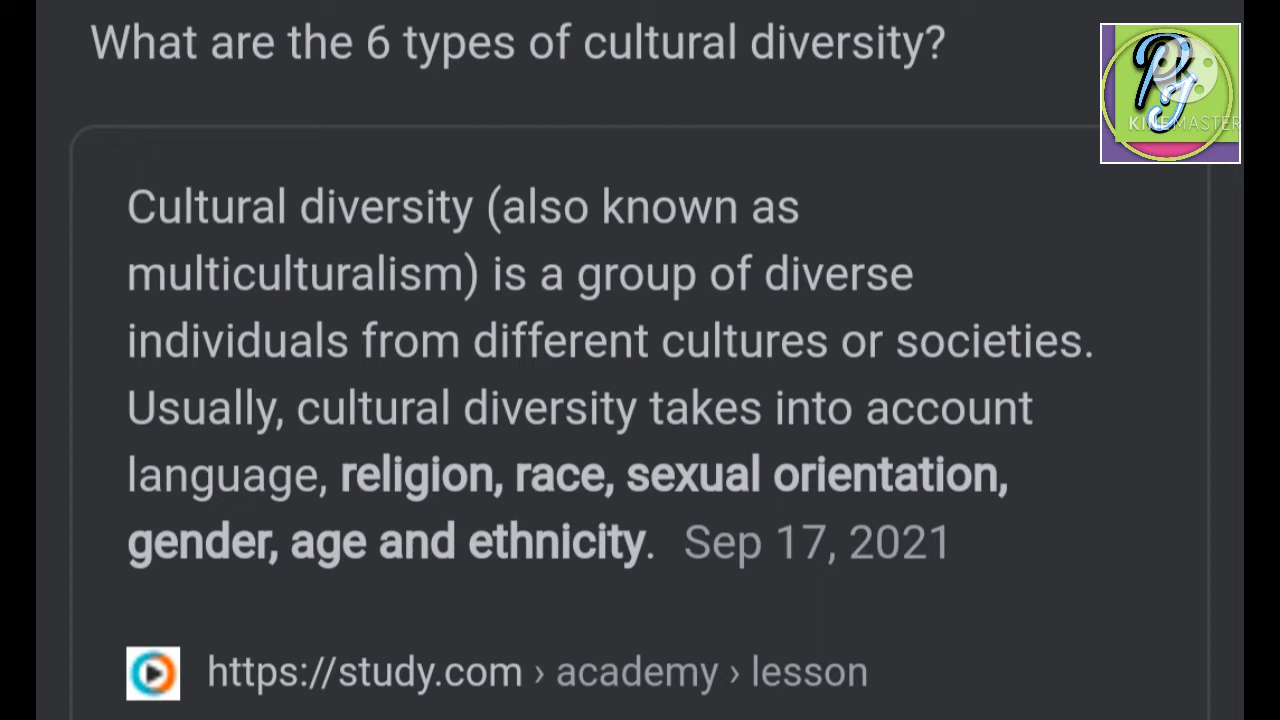 What are the 6 types of cultural diversity?
PJ
KINEMASTER
Cultural diversity (also known as
multiculturalism) is a group of diverse
individuals from different cultures or societies.
Usually, cultural diversity takes into account
language, religion, race, sexual orientation,
gender, age and ethnicity. Sep 17, 2021
https://study.com › academy › lesson